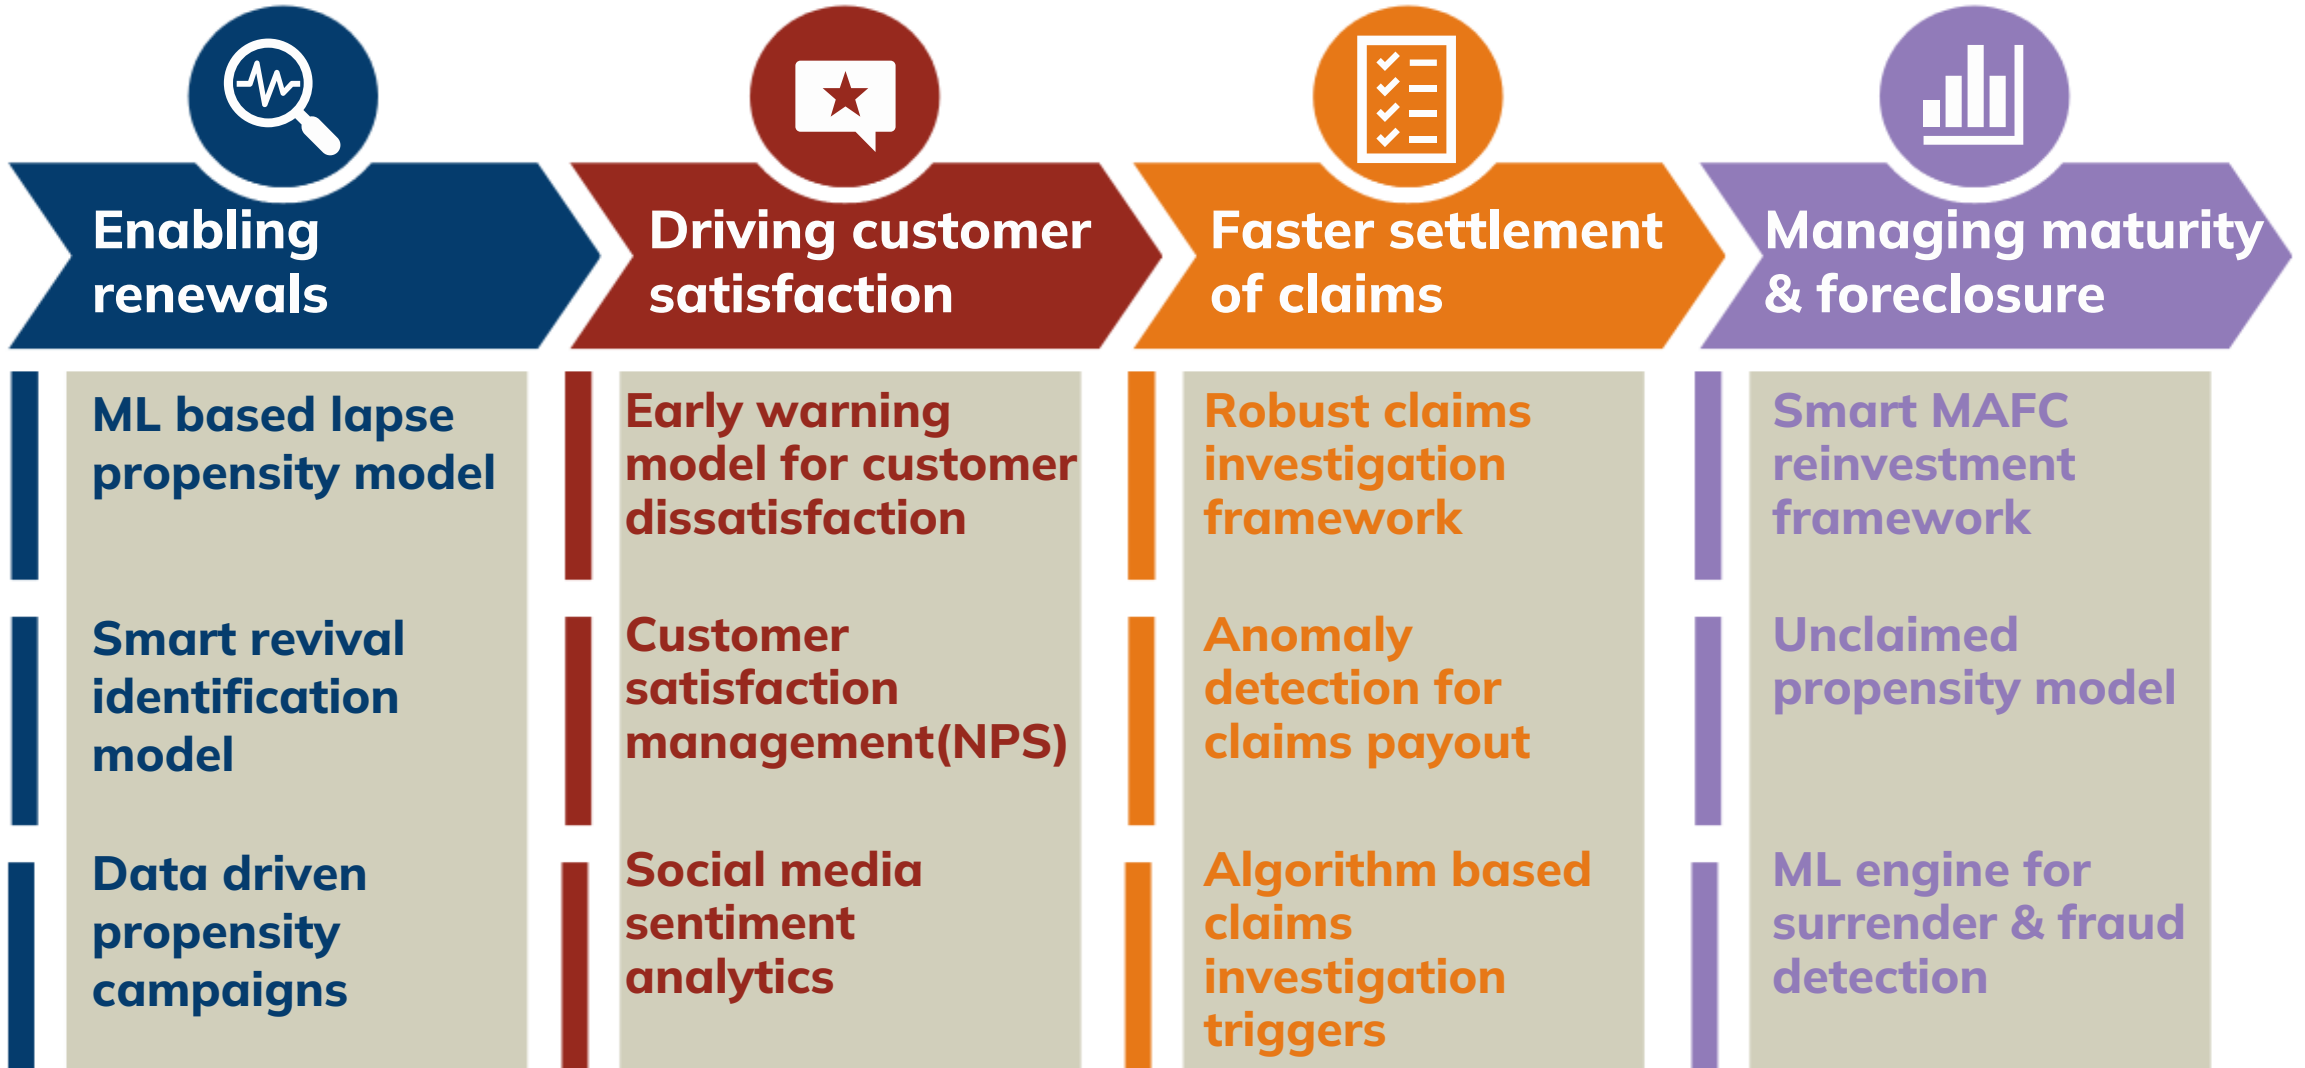 Enabling
renewals
Driving customer
satisfaction
Faster settlement
of claims
Managing maturity
& foreclosure
ML based lapse
propensity model
Smart revival
identification
model
Data driven
propensity
campaigns
Early warning
model for customer
dissatisfaction
Customer
satisfaction
management(NPS)
Social media
sentiment
analytics
Robust claims
investigation
framework
Anomaly
detection for
claims payout
Algorithm based
claims
investigation
triggers
Smart MAFC
reinvestment
framework
Unclaimed
propensity model
ML engine for
surrender & fraud
detection